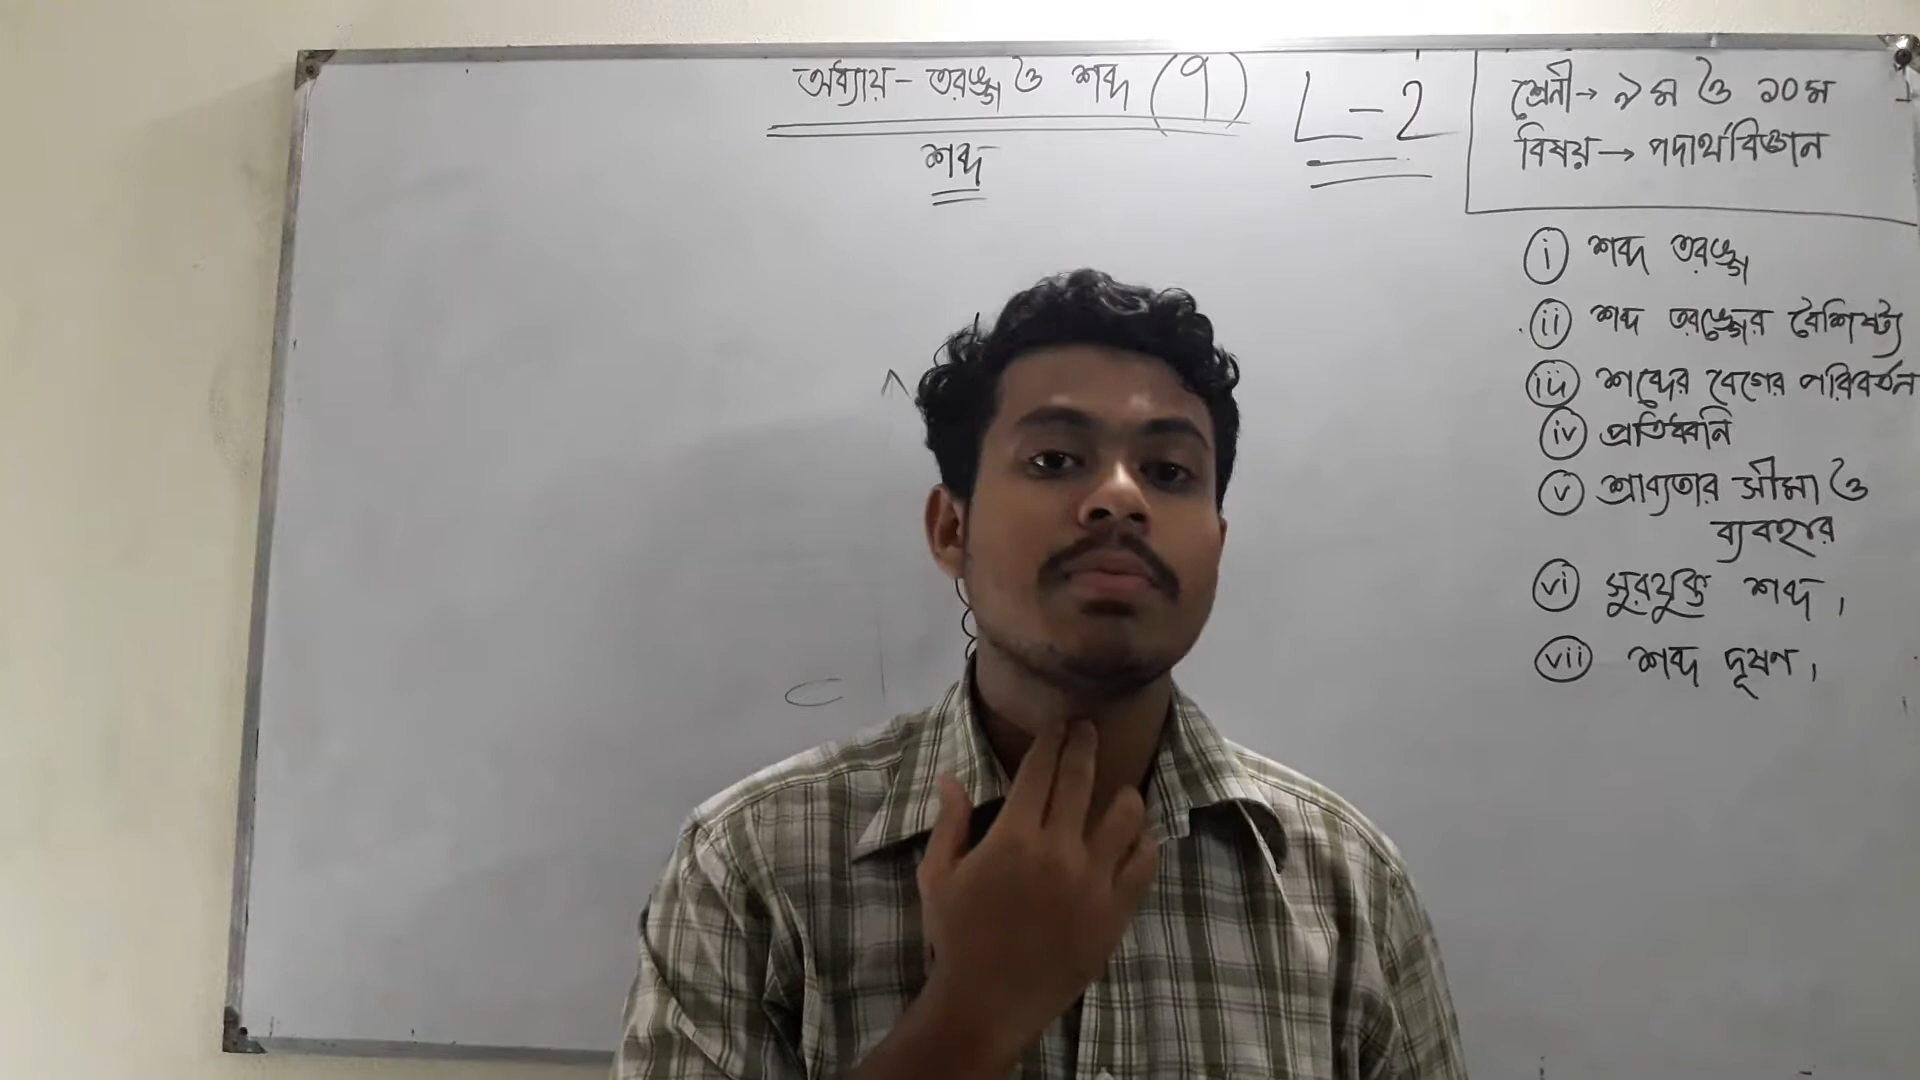 অধ্যায় - তরঙ্গ ও শব্দ (৭)
শব্দ
L-2
শ্রেনী → ৯ম ও ১০ম
বিষয় → পদার্থবিজ্ঞান
i শব্দ তরঙ্গ
ii শব্দ তরঙ্গের বৈশিষ্ট্য
iii শব্দের বেগের পরিবর্তন
iv প্রতিধ্বনি
v শ্রাব্যতার সীমা ও
ব্যবহার
vi সুরযুক্ত শব্দ।
vii শব্দ দূষণ।